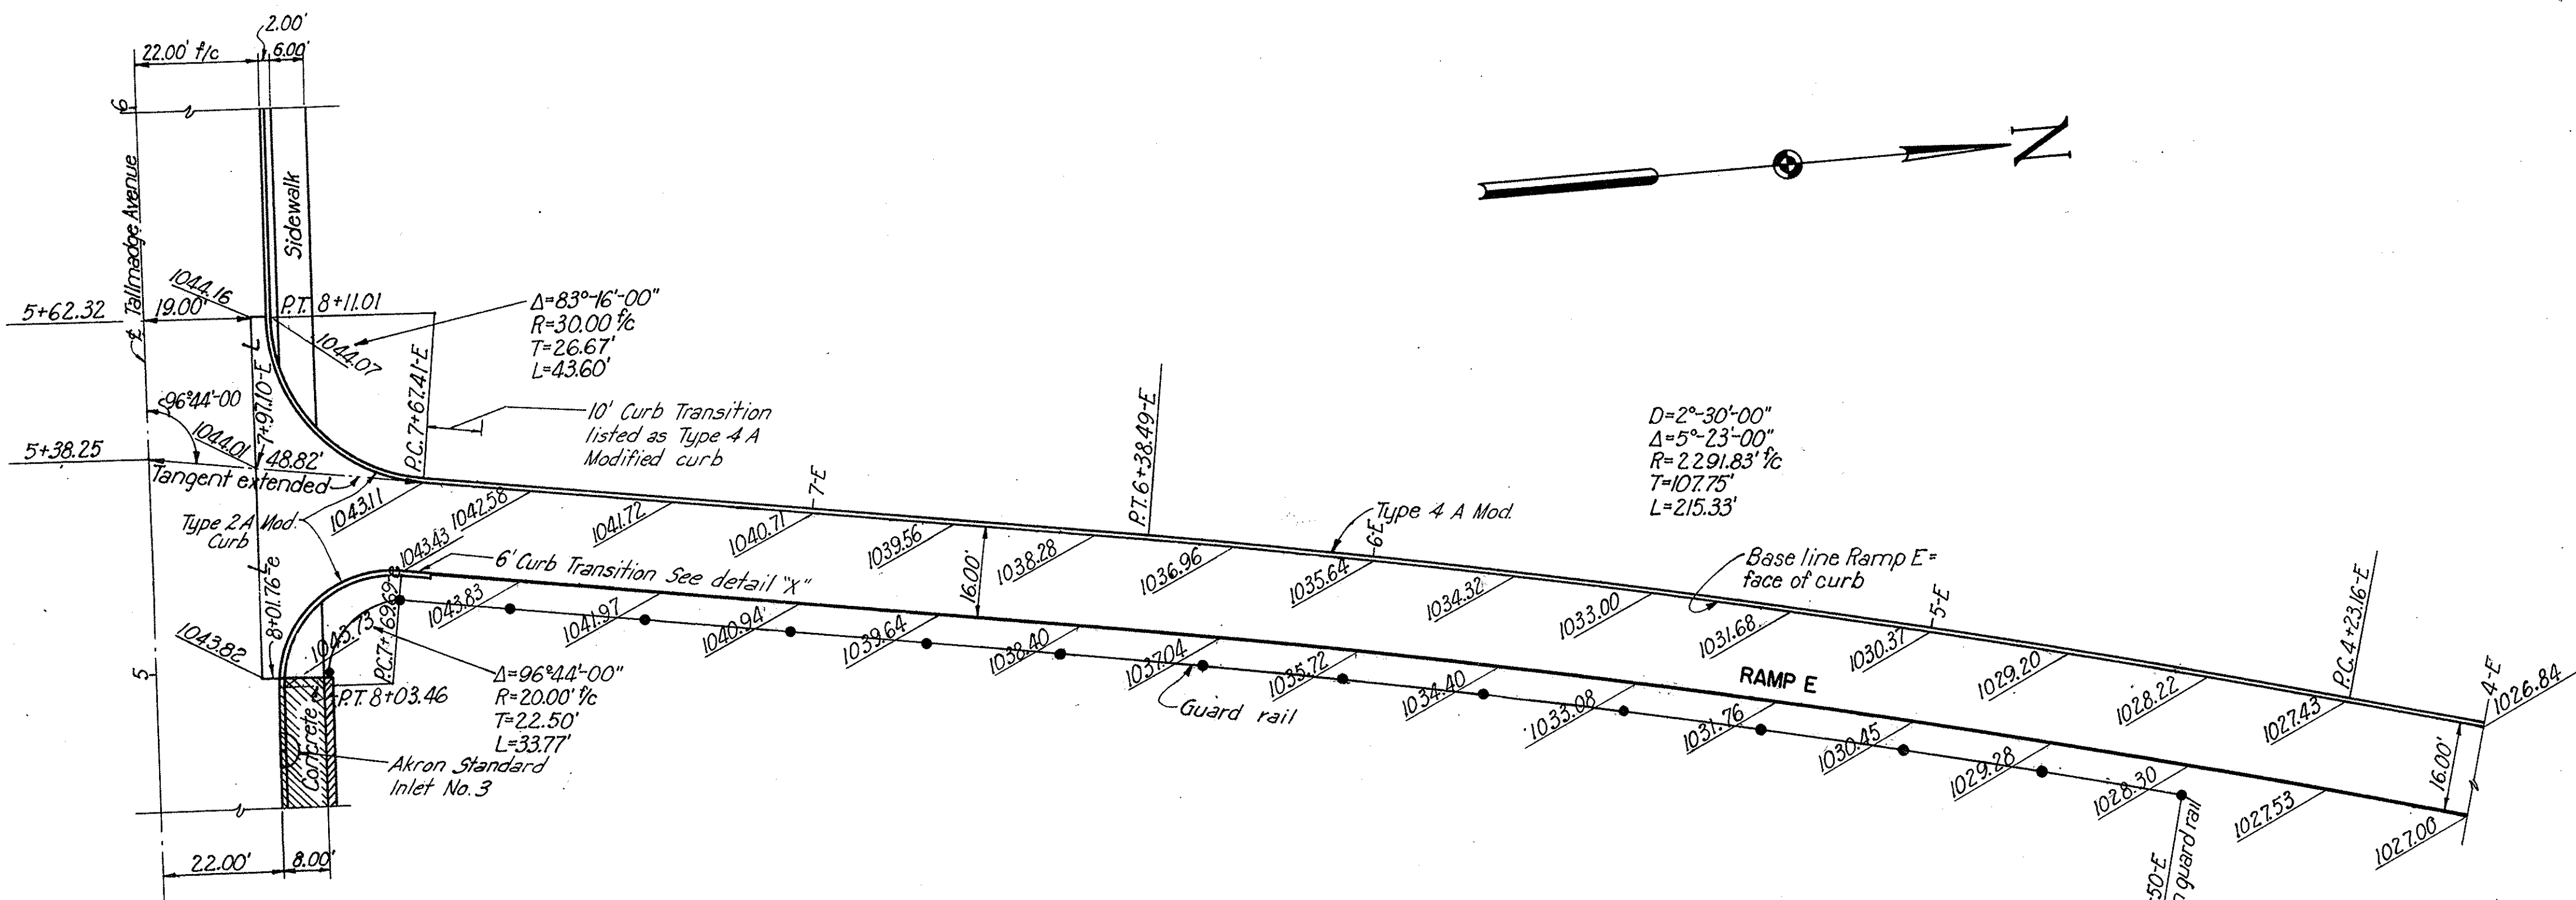 2.00'
22.00' f/c
6.00'
6
℄ Tallmadge Avenue
Sidewalk
1044.16
5+62.32
19.00'
P.T. 8+11.01
1044.07
Δ=83°-16'-00"
R=30.00 f/c
T=26.67'
L=43.60'
N
96°44'-00
7+97.10-E
P.C.7+67.41-E
10' Curb Transition
listed as Type 4 A
Modified curb
1044.01
5+38.25
48.82'
Tangent extended
Type 2A Mod.
Curb
1043.11
1042.58
1041.72
7-E
1040.71
1039.56
P.T.6+38.49-E
1038.28
1036.96
Type 4 A Mod.
6-E
1035.64
D=2°-30'-00"
Δ=5°-23'-00"
R=2291.83' f/c
T=107.75'
L=215.33'
1034.32
1033.00
Base line Ramp E=
face of curb
1031.68
5-E
1030.37
1029.20
1028.22
P.C.4+23.16-E
1027.43
4-E
1026.84
16.00'
1043.43
6' Curb Transition See detail "X"
16.00'
8+01.76-e
1043.82
1043.73
P.C.7+69.69-e
1043.83
1041.97
1040.94'
1039.64
1038.40
1037.04
1035.72
1034.40
1033.08
RAMP E
1031.76
1030.45
1029.28
1028.30
1027.53
1027.00
Guard rail
5
P.T. 8+03.46
Δ=96°44'-00"
R=20.00' f/c
T=22.50'
L=33.77'
Concrete
Akron Standard
Inlet No.3
22.00'
8.00'
50-E
guard rail